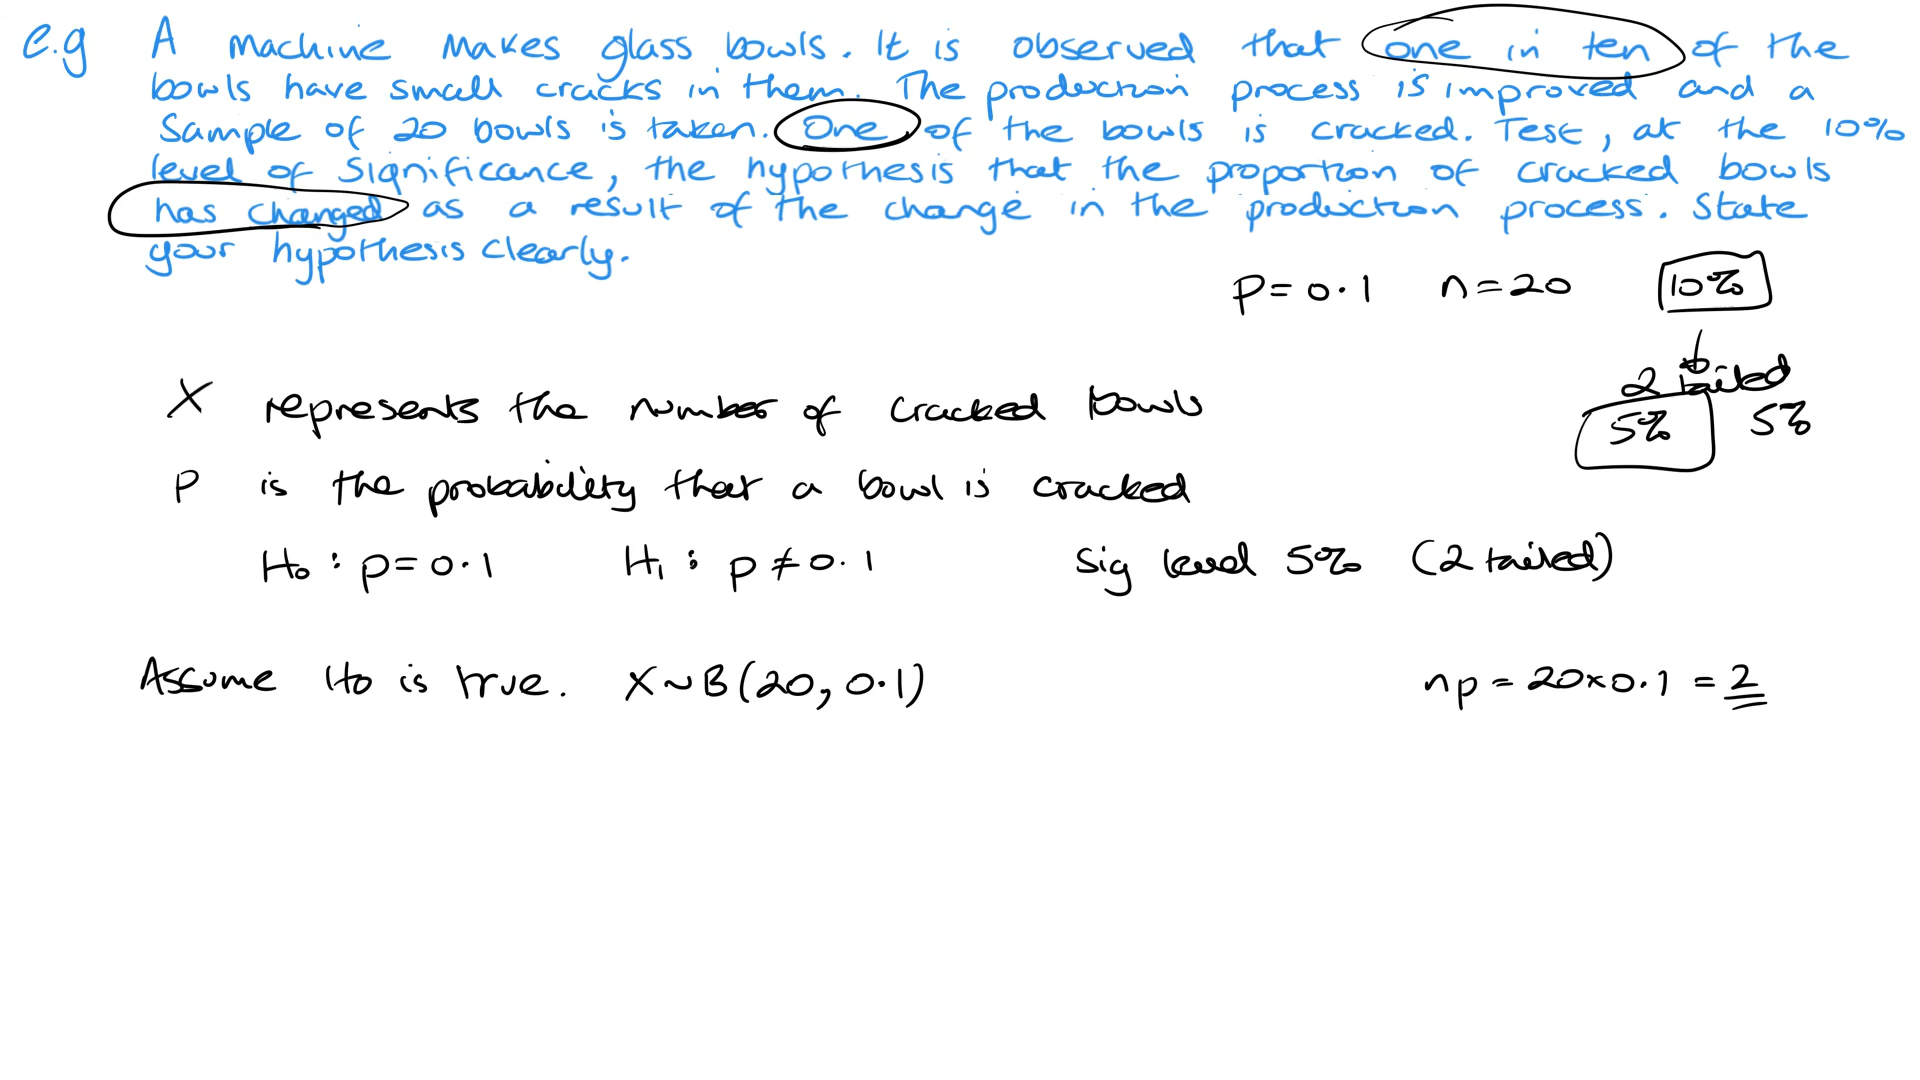 e.g A machine makes glass bowls. It is observed that one in ten of the
bowls have small cracks in them. The production process is improved and a
sample of 20 bowls is taken. One of the bowls is cracked. Test, at the 10%
level of significance, the hypothesis that the proportion of cracked bowls
has changed as a result of the change in the production process. State
your hypothesis clearly.
P = 0.1 n = 20 10%
2 tailed
5% 5%
X represents the number of cracked bowls
P is the probability that a bowl is cracked
H₀ : p = 0.1 H₁ : p ≠ 0.1 Sig level 5% (2 tailed)
Assume H₀ is true. X ~ B(20, 0.1) np = 20×0.1 = 2